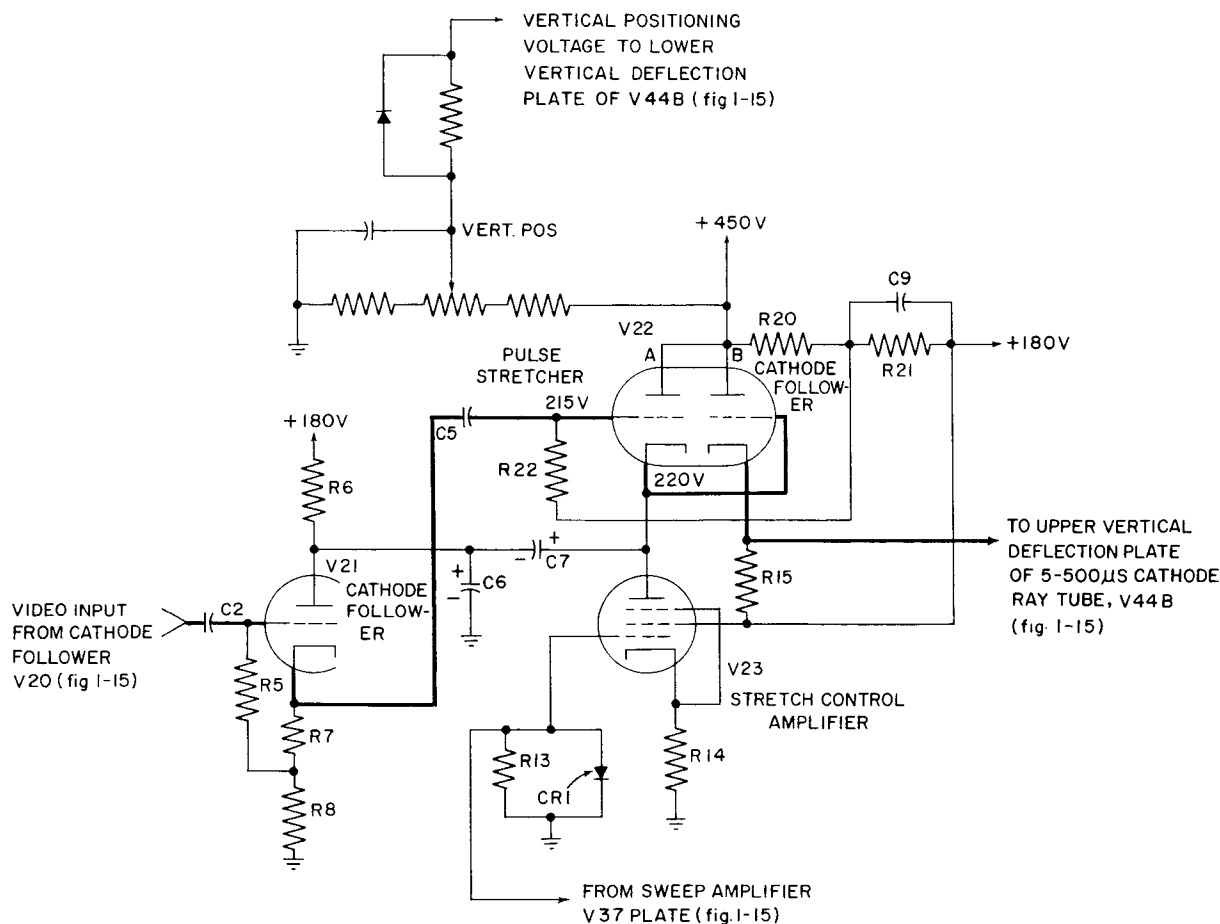 VERTICAL POSITIONING
VOLTAGE TO LOWER
VERTICAL DEFLECTION
PLATE OF V44B (fig 1-15)
VERT. POS
+450V
C9
V22
R20
A
B
+180V
PULSE
STRETCHER
CATHODE
FOLLOW-
ER
R21
215V
+180V
C5
R22
R6
220V
TO UPPER VERTICAL
DEFLECTION PLATE
OF 5-500μS CATHODE
RAY TUBE, V44B
(fig. 1-15)
V21
+
-
C7
+
-
C6
R15
CATHODE
FOLLOW-
ER
VIDEO INPUT
FROM CATHODE
FOLLOWER
V20 (fig 1-15)
C2
V23
R5
STRETCH CONTROL
AMPLIFIER
R7
R13
R14
CR1
R8
FROM SWEEP AMPLIFIER
V37 PLATE (fig. 1-15)